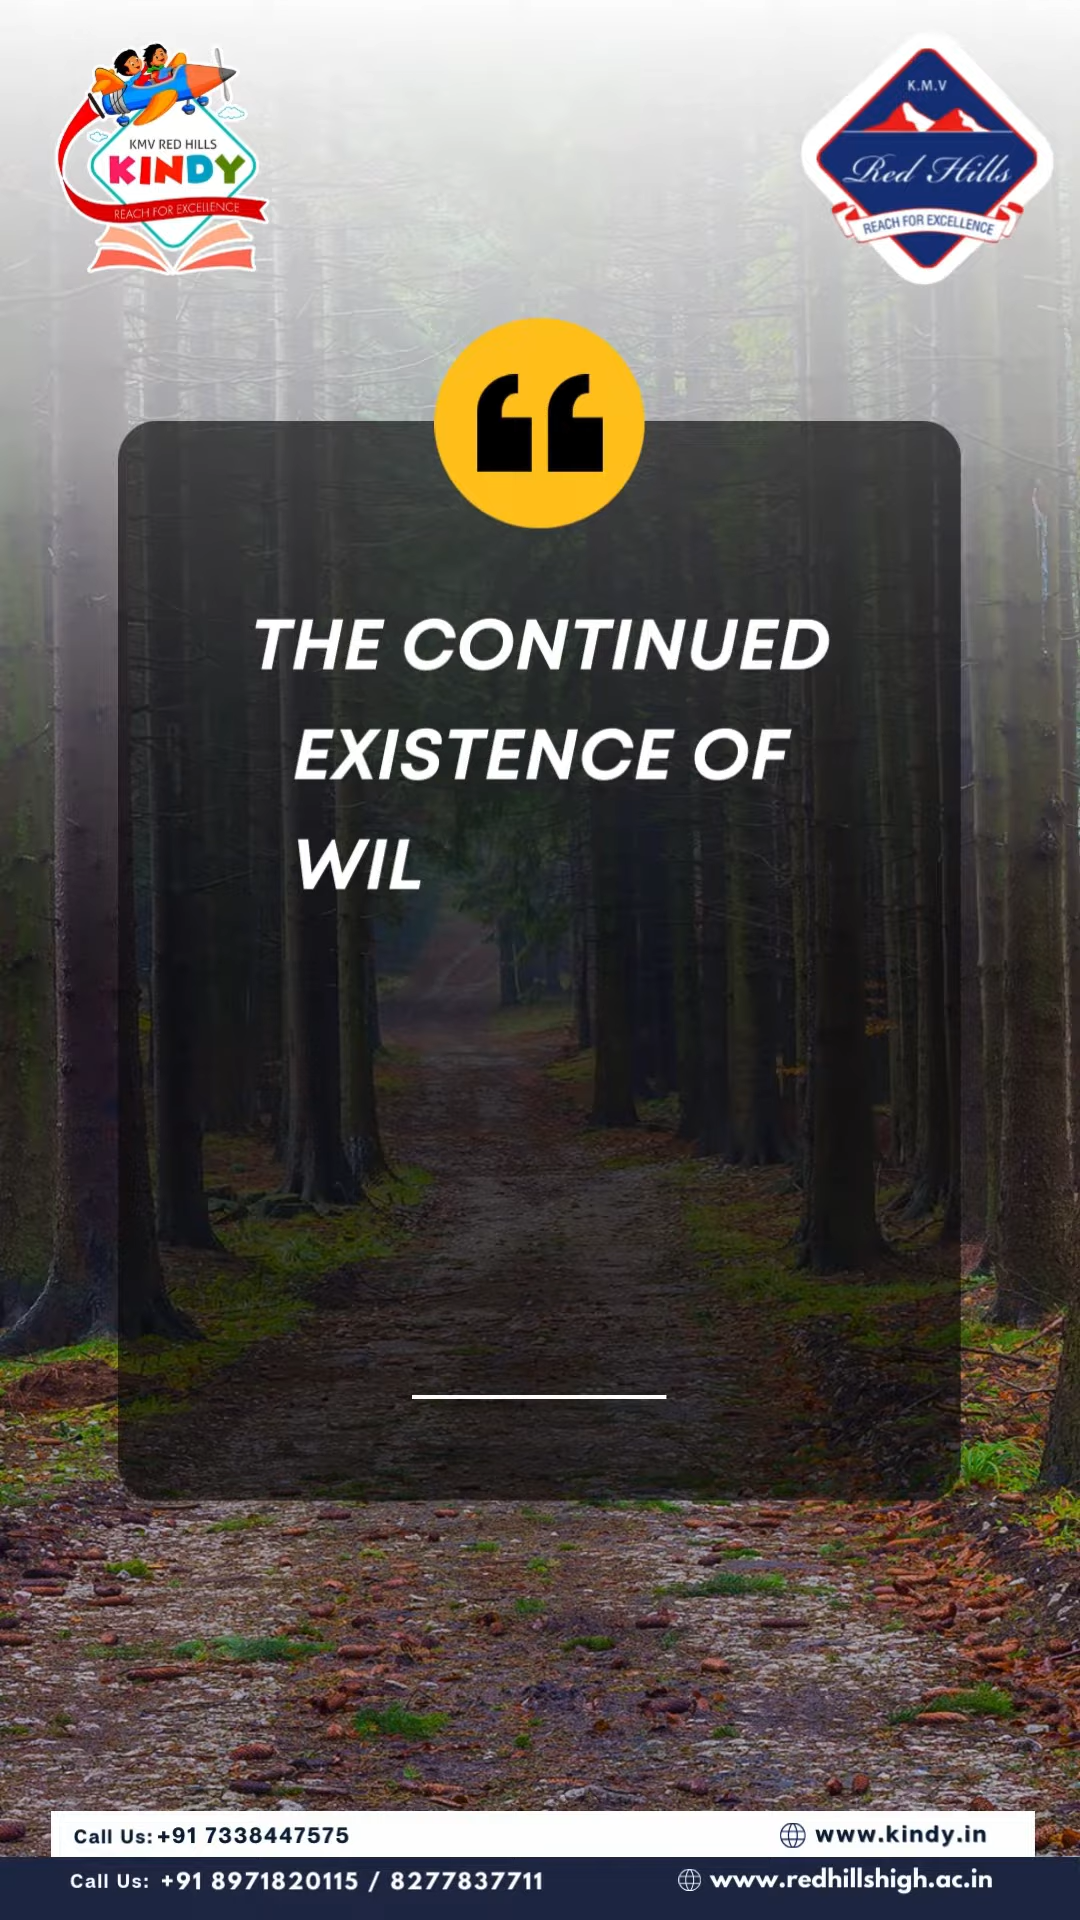 KMV RED HILLS
KINDY
REACH FOR EXCELLENCE
K.M.V
Red Hills
REACH FOR EXCELLENCE
THE CONTINUED
EXISTENCE OF
WIL
Call Us: +91 7338447575
www.kindy.in
Call Us: +91 8971820115 / 8277837711
www.redhillshigh.ac.in